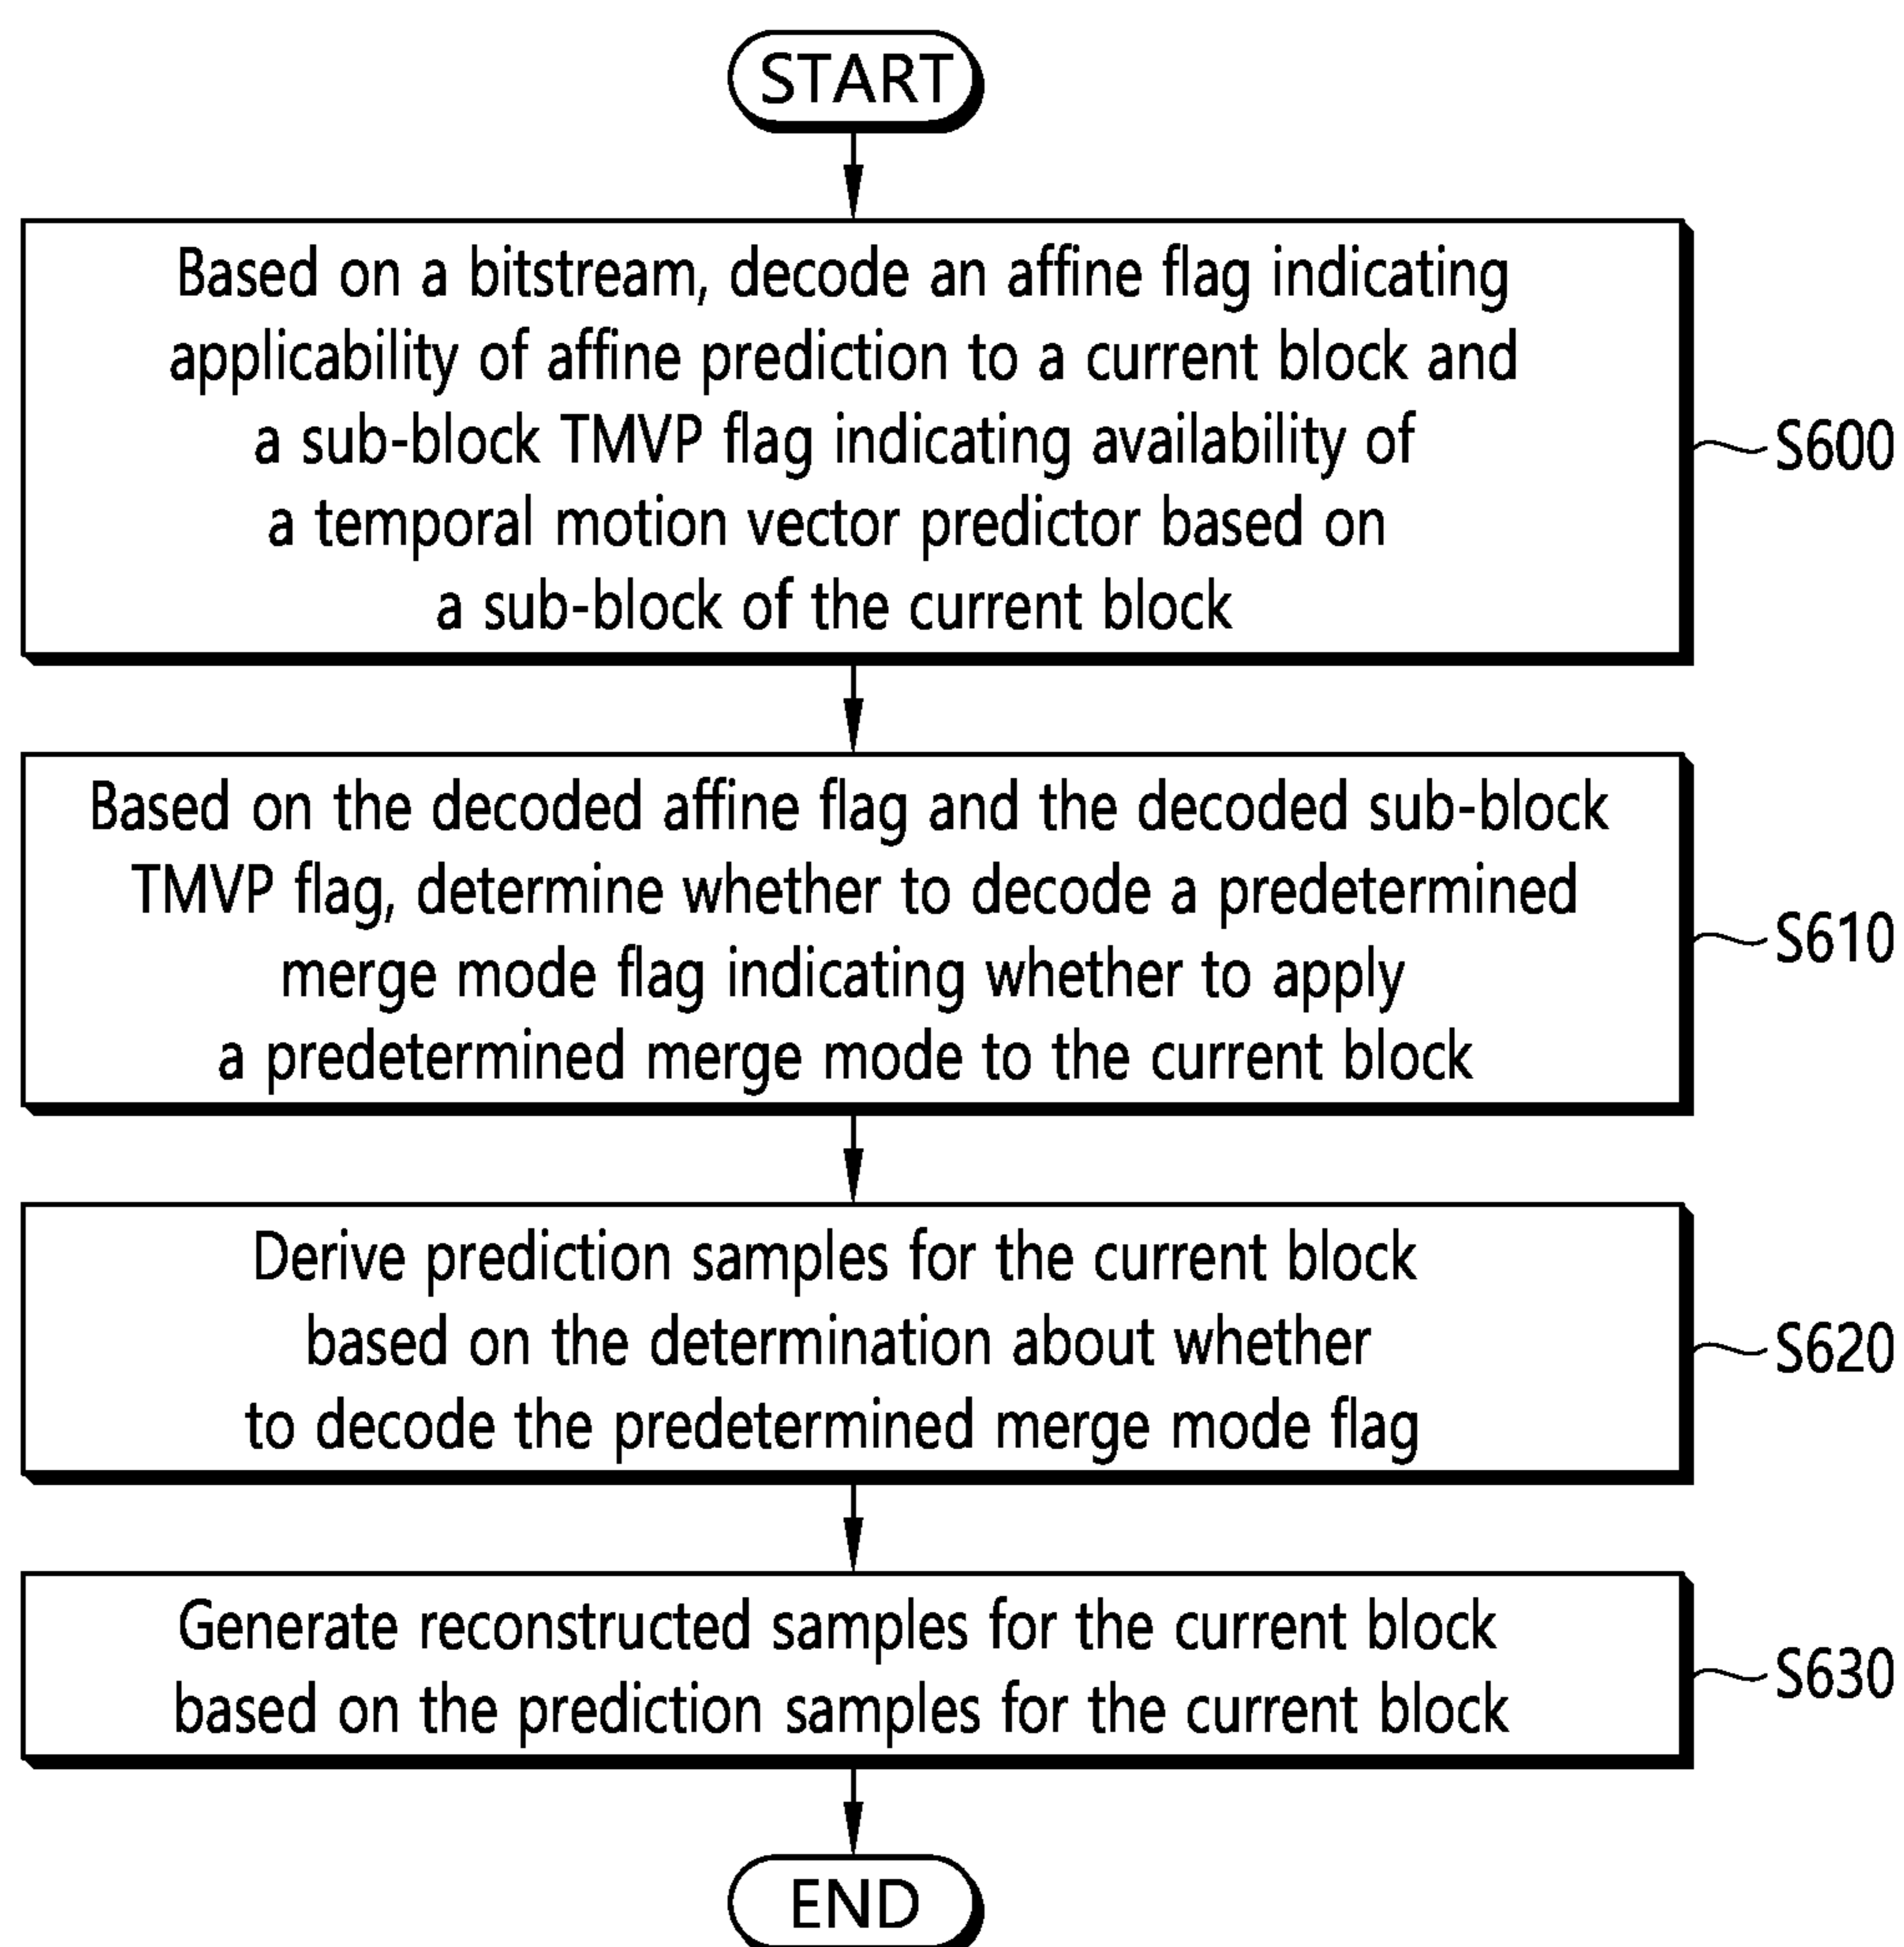 START
Based on a bitstream, decode an affine flag indicating
applicability of affine prediction to a current block and
a sub-block TMVP flag indicating availability of
a temporal motion vector predictor based on
a sub-block of the current block
S600
Based on the decoded affine flag and the decoded sub-block
TMVP flag, determine whether to decode a predetermined
merge mode flag indicating whether to apply
a predetermined merge mode to the current block
S610
Derive prediction samples for the current block
based on the determination about whether
to decode the predetermined merge mode flag
S620
Generate reconstructed samples for the current block
based on the prediction samples for the current block
S630
END